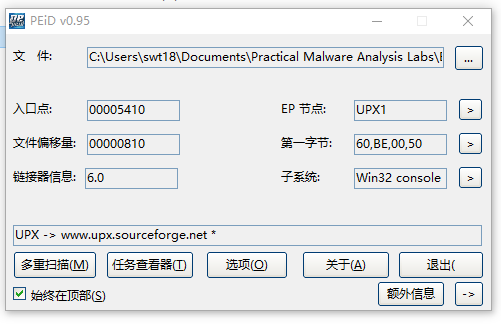 PEiD v0.95
文 件: C:\Users\swt18\Documents\Practical Malware Analysis Labs\E ...
入口点: 00005410 EP 节点: UPX1 >
文件偏移量: 00000810 第一字节: 60,BE,00,50 >
链接器信息: 6.0 子系统: Win32 console >
UPX -> www.upx.sourceforge.net *
多重扫描(M) 任务查看器(T) 选项(O) 关于(A) 退出(
始终在顶部(S) 额外信息 ->